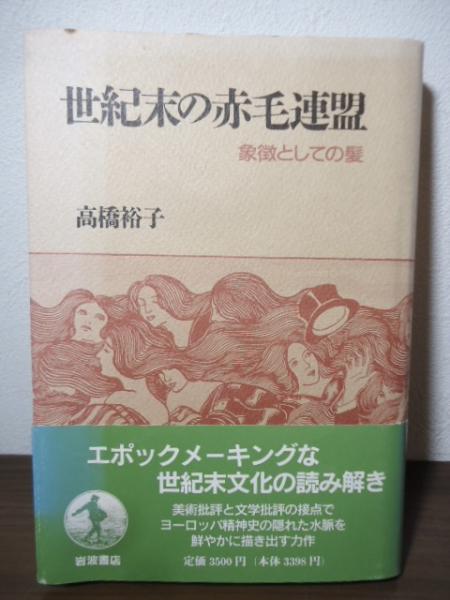 世紀末の赤毛連盟
象徴としての髪
高橋裕子
エポックメーキングな
世紀末文化の読み解き
美術批評と文学批評の接点で
ヨーロッパ精神史の隠れた水脈を
鮮やかに描き出す力作
岩波書店
定価 3500円 (本体 3398円)